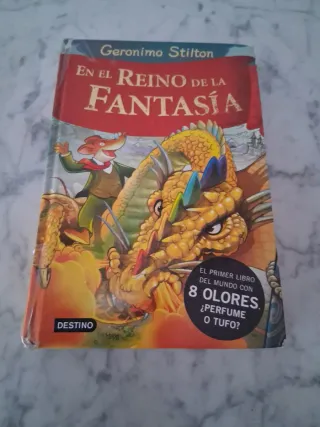 Geronimo Stilton
EN EL REINO DE LA
FANTASÍA
EL PRIMER LIBRO
DEL MUNDO CON
8 OLORES.
¿PERFUME
O TUFO?
DESTINO